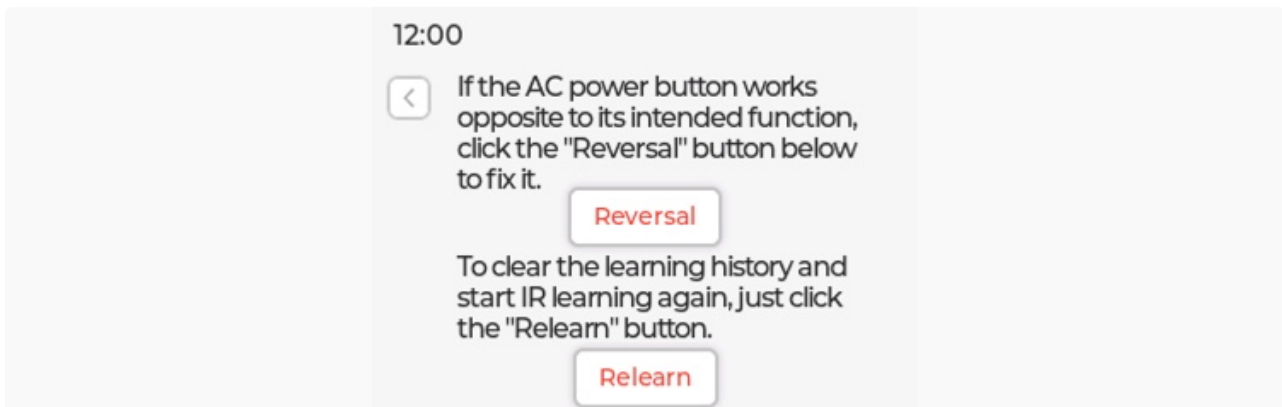 12:00
If the AC power button works
opposite to its intended function,
click the "Reversal" button below
to fix it.
Reversal
To clear the learning history and
start IR learning again, just click
the "Relearn" button.
Relearn